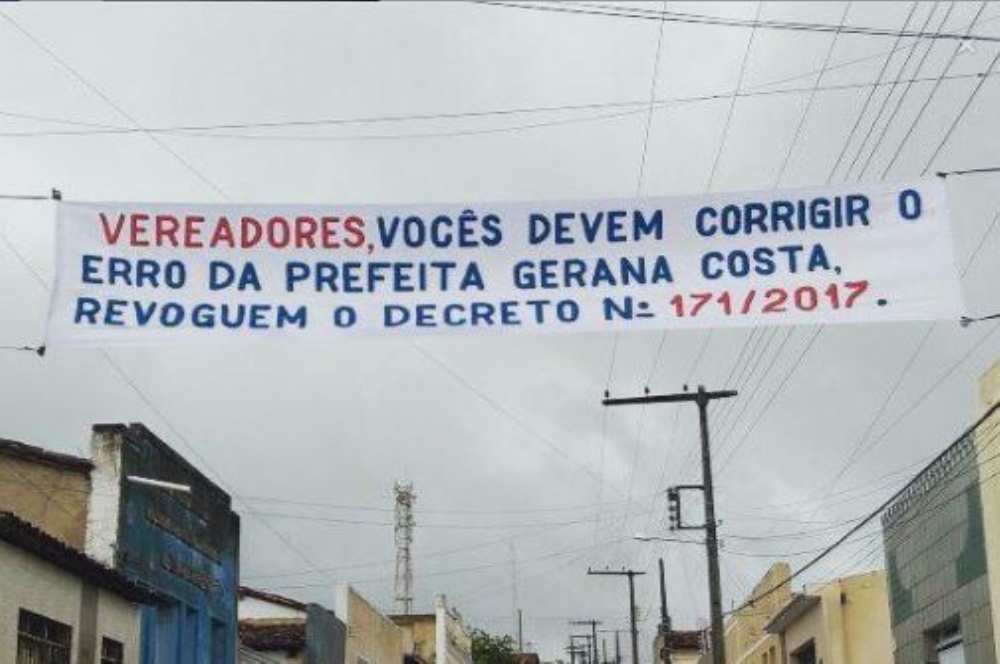 VEREADORES,VOCÊS DEVEM CORRIGIR O
ERRO DA PREFEITA GERANA COSTA,
REVOGUEM O DECRETO Nº 171/2017.